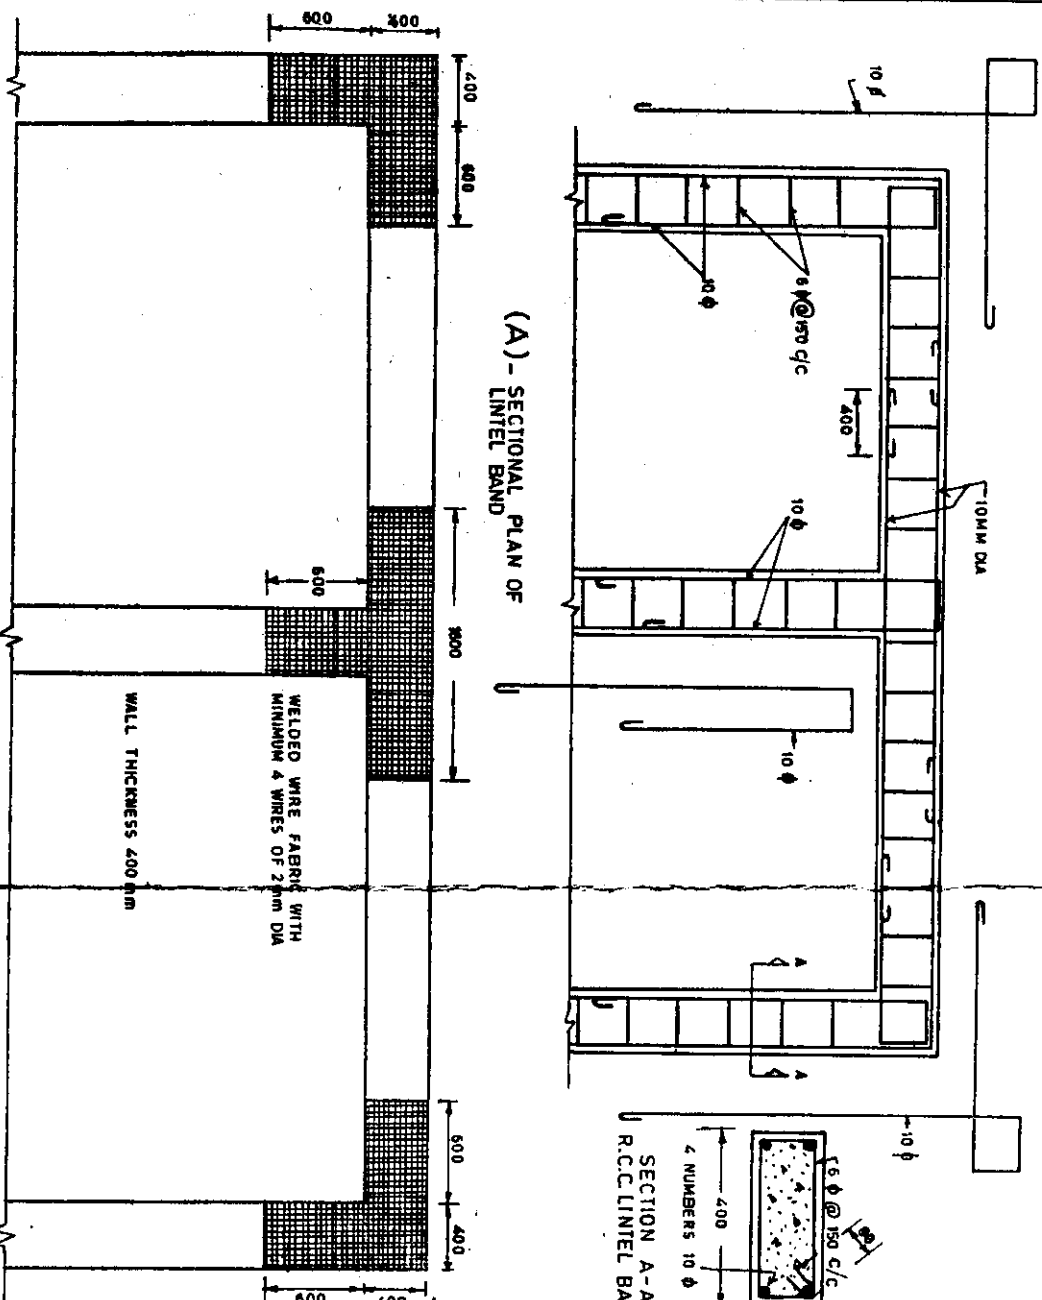 10 ϕ
6 ϕ @ 150 C/C
10 ϕ
400
10MM DIA
10 ϕ
10 ϕ
A
A
10 ϕ
6 ϕ @ 150 C/C
400
4 NUMBERS 10 ϕ
SECTION A-A
R.C.C. LINTEL BA
(A)- SECTIONAL PLAN OF
LINTEL BAND
600
400
400
600
600
1600
600
400
600
WELDED WIRE FABRIC WITH
MINIMUM 4 WIRES OF 2mm DIA
WALL THICKNESS 400 mm